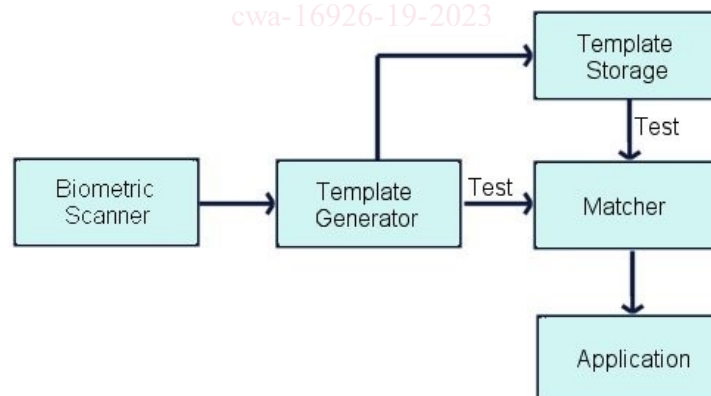 cwa-16926-19-2023
Template
Storage
Test
Biometric
Scanner
Template
Generator
Test
Matcher
Application